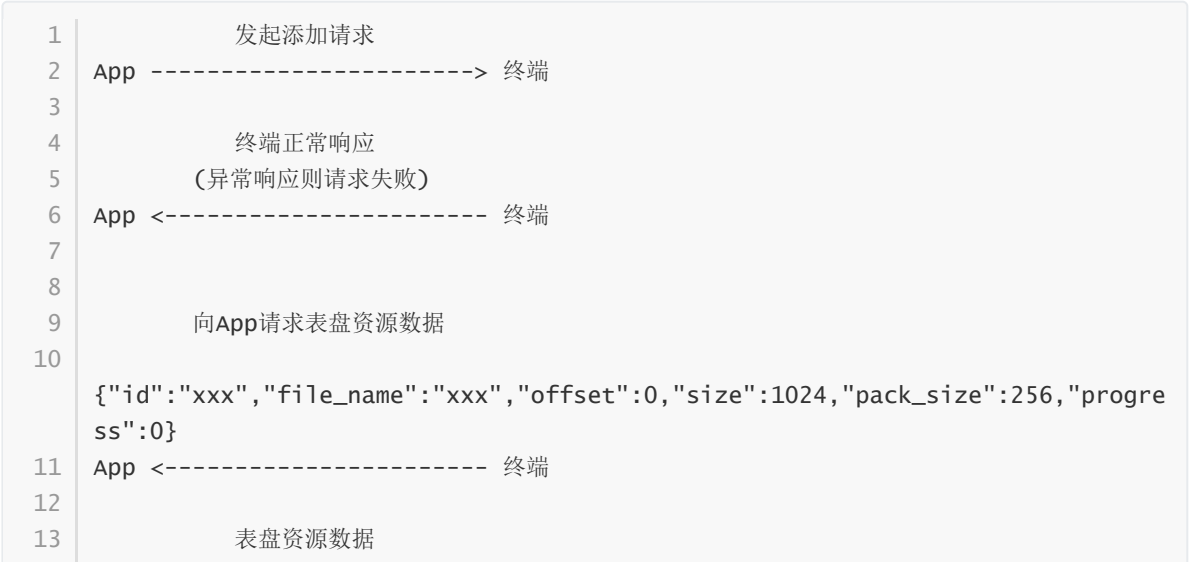 1 发起添加请求
2 App -----------------------> 终端
3
4 终端正常响应
5 (异常响应则请求失败)
6 App <----------------------- 终端
7
8
9 向App请求表盘资源数据
10
{"id":"xxx","file_name":"xxx","offset":0,"size":1024,"pack_size":256,"progre
ss":0}
11 App <----------------------- 终端
12
13 表盘资源数据